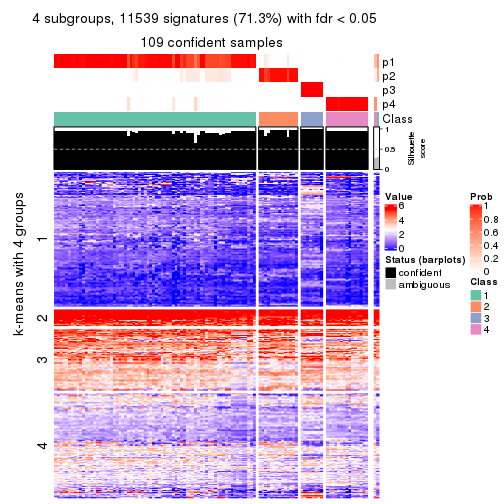 4 subgroups, 11539 signatures (71.3%) with fdr < 0.05
109 confident samples
p1
p2
p3
p4
Class
1
0.5
0
Silhouette
score
k-means with 4 groups
1
2
3
4
Value
6
4
2
0
Status (barplots)
confident
ambiguous
Prob
1
0.8
0.6
0.4
0.2
0
Class
1
2
3
4